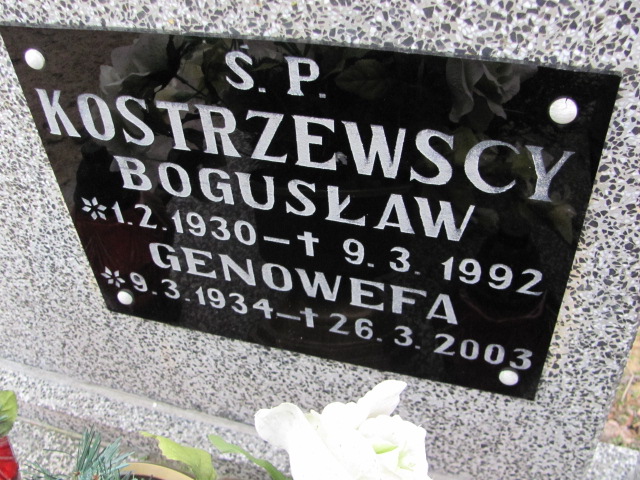 Ś. P.
KOSTRZEWSCY
BOGUSŁAW
* 1. 2. 1930 – † 9. 3. 1992
GENOWEFA
* 9. 3. 1934 – † 26. 3. 2003